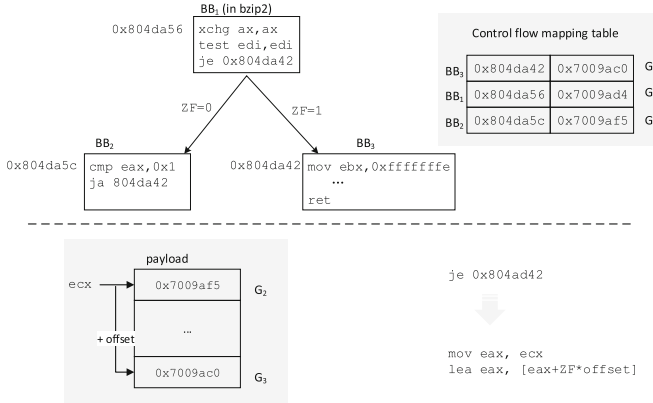 BB1 (in bzip2)
0x804da56
xchg ax,ax
test edi,edi
je 0x804da42
ZF=0
ZF=1
BB2
0x804da5c
cmp eax,0x1
ja 804da42
BB3
0x804da42
mov ebx,0xfffffffe
...
ret
Control flow mapping table
BB3 0x804da42 0x7009ac0 G
BB1 0x804da56 0x7009ad4 G
BB2 0x804da5c 0x7009af5 G
payload
ecx
0x7009af5 G2
...
+ offset
0x7009ac0 G3
je 0x804ad42
mov eax, ecx
lea eax, [eax+ZF*offset]